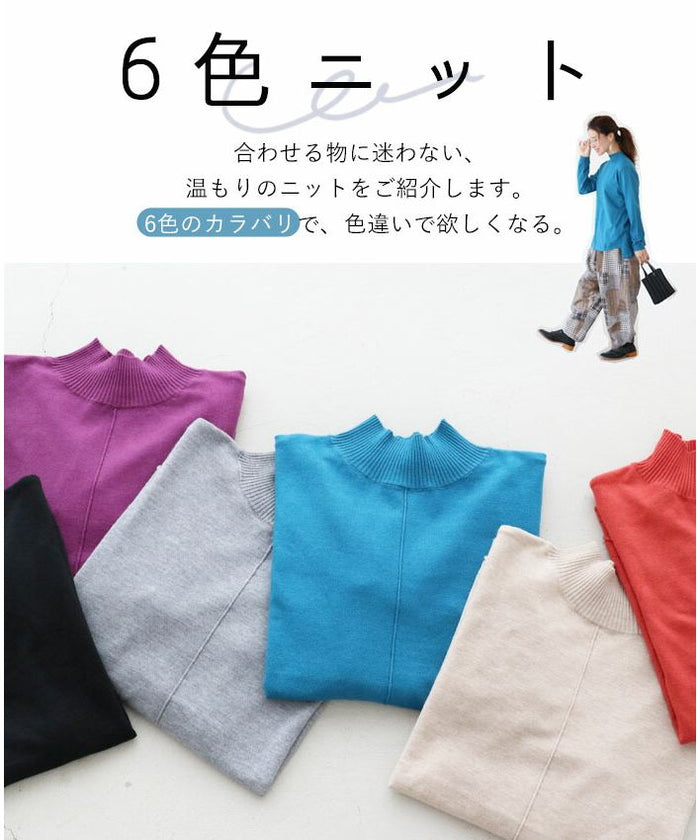 6色ニット
合わせる物に迷わない、
温もりのニットをご紹介します。
6色のカラバリで、色違いで欲しくなる。